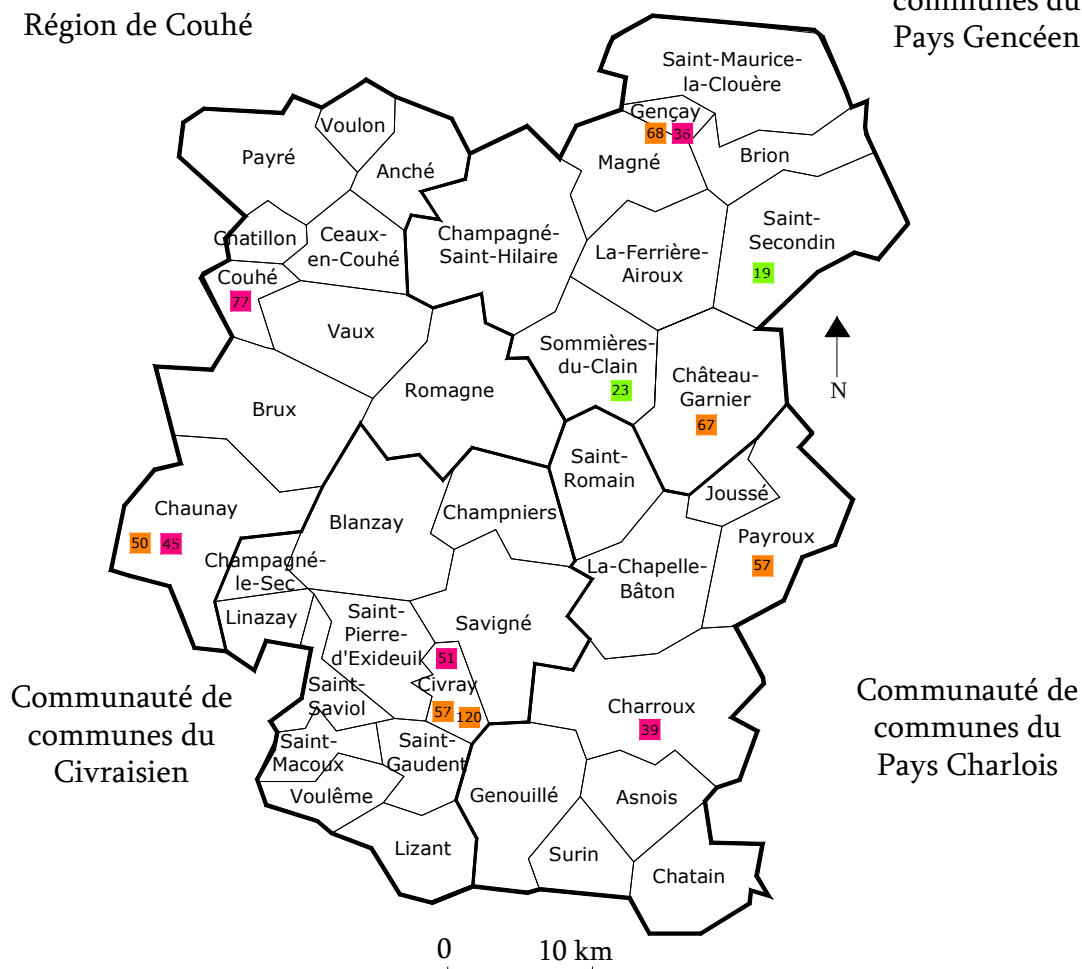 Région de Couhé
communes du
Pays Gencéen
Saint-Maurice-
la-Clouère
Gençay
68 36
Voulon
Payré
Anché
Magné
Brion
Chatillon
Ceaux-
en-Couhé
Champagné-
Saint-Hilaire
La-Ferrière-
Airoux
Saint-
Secondin
19
Couhé
77
Vaux
Sommières-
du-Clain
23
Château-
Garnier
67
N
Romagne
Brux
Saint-
Romain
Joussé
Chaunay
50 45
Blanzay
Champniers
Payroux
57
Champagné-
le-Sec
La-Chapelle-
Bâton
Linazay
Saint-
Pierre-
d'Exideuil
Savigné
51
Civray
57 120
Saint-
Saviol
Charroux
39
Communauté de
communes du
Civraisien
Communauté de
communes du
Pays Charlois
Saint-
Macoux
Saint-
Gaudent
Voulême
Genouillé
Asnois
Lizant
Surin
Chatain
0 10 km